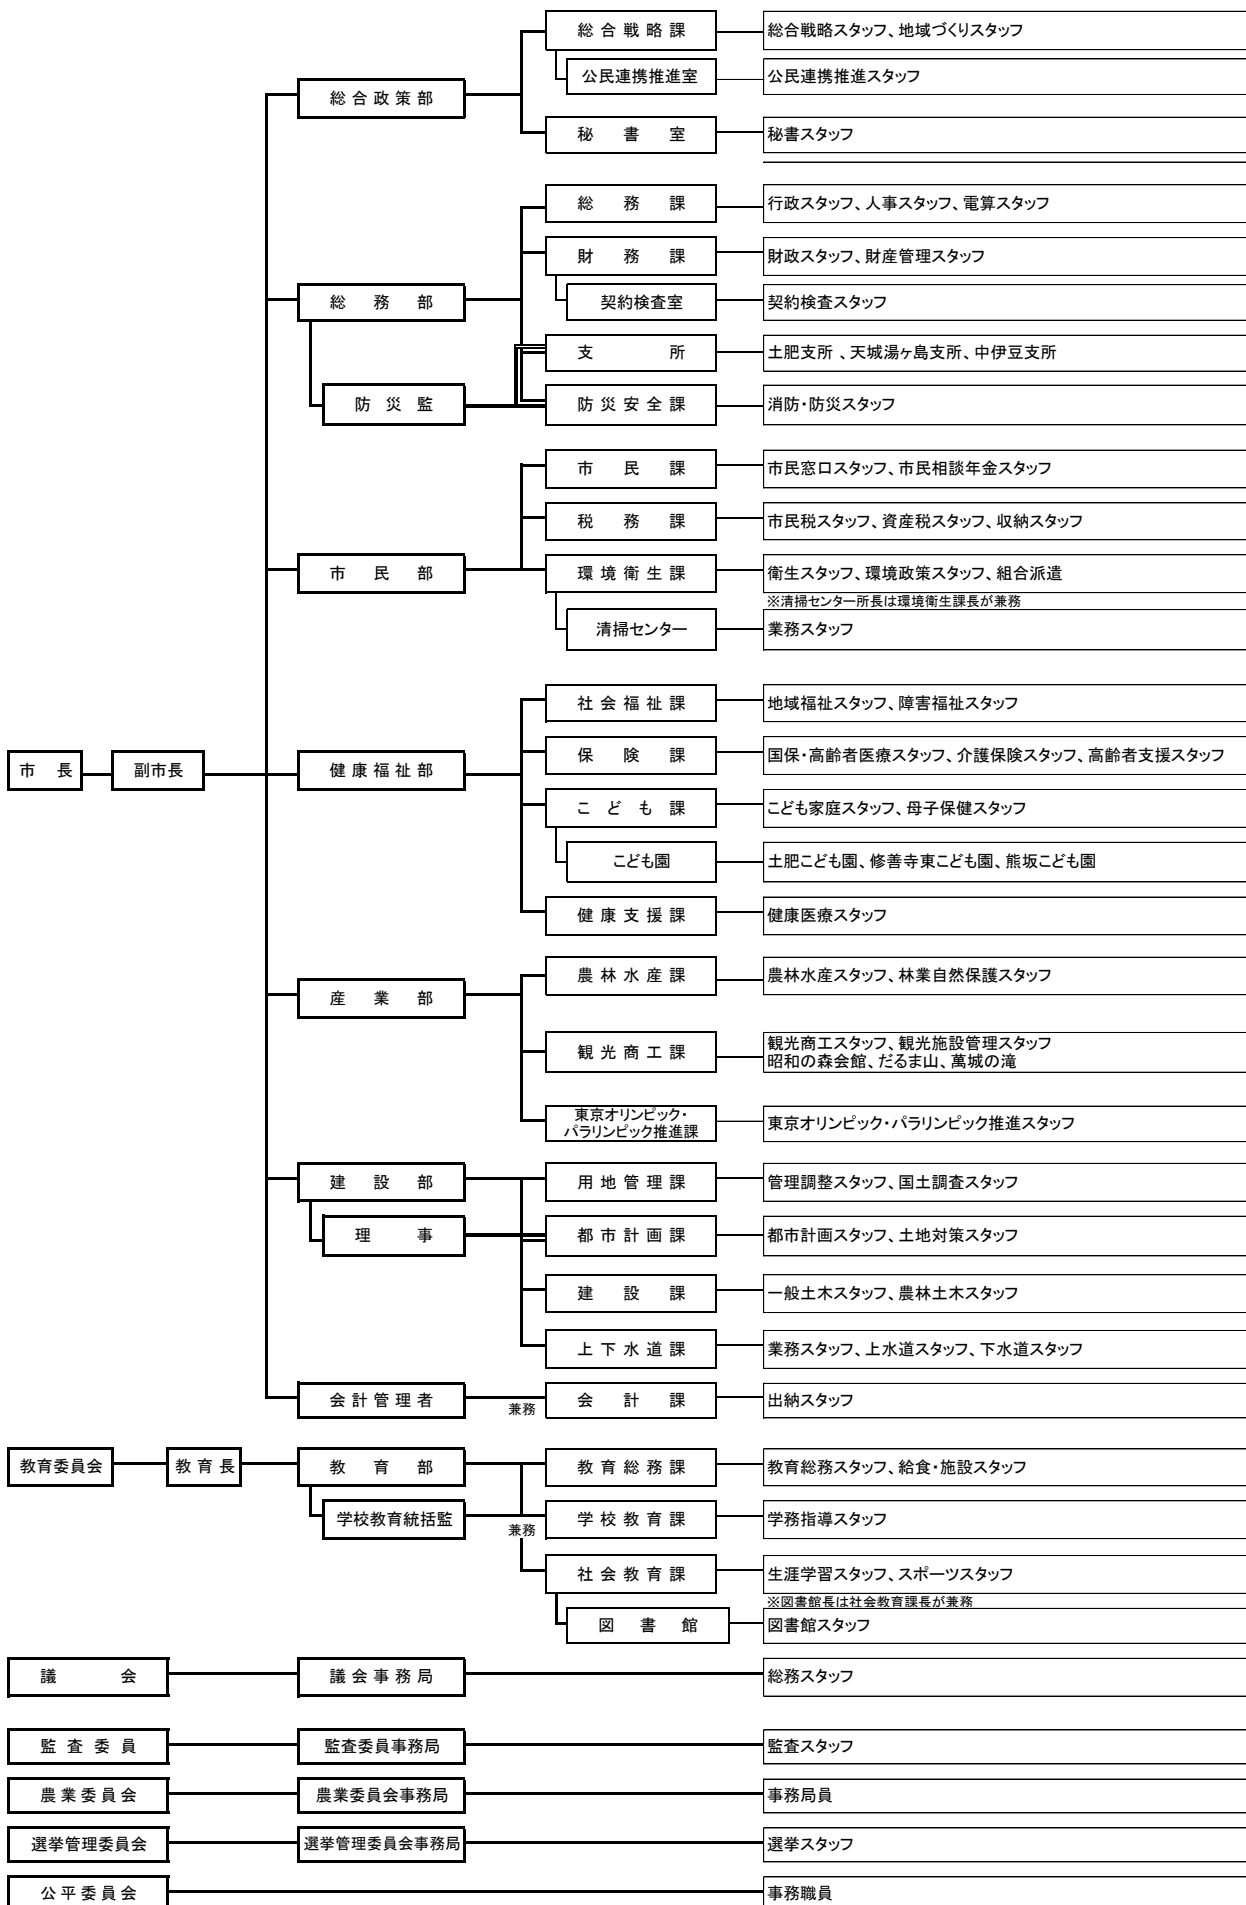 総合戦略課
総合戦略スタッフ、地域づくりスタッフ
公民連携推進室
公民連携推進スタッフ
総合政策部
秘書室
秘書スタッフ
総務課
行政スタッフ、人事スタッフ、電算スタッフ
財務課
財政スタッフ、財産管理スタッフ
総務部
契約検査室
契約検査スタッフ
支所
土肥支所 、天城湯ヶ島支所、中伊豆支所
防災監
防災安全課
消防・防災スタッフ
市民課
市民窓口スタッフ、市民相談年金スタッフ
税務課
市民税スタッフ、資産税スタッフ、収納スタッフ
市民部
環境衛生課
衛生スタッフ、環境政策スタッフ、組合派遣
※清掃センター所長は環境衛生課長が兼務
清掃センター
業務スタッフ
社会福祉課
地域福祉スタッフ、障害福祉スタッフ
市長
副市長
健康福祉部
保険課
国保・高齢者医療スタッフ、介護保険スタッフ、高齢者支援スタッフ
こども課
こども家庭スタッフ、母子保健スタッフ
こども園
土肥こども園、修善寺東こども園、熊坂こども園
健康支援課
健康医療スタッフ
農林水産課
農林水産スタッフ、林業自然保護スタッフ
産業部
観光商工課
観光商工スタッフ、観光施設管理スタッフ
昭和の森会館、だるま山、萬城の滝
東京オリンピック・
パラリンピック推進課
東京オリンピック・パラリンピック推進スタッフ
建設部
用地管理課
管理調整スタッフ、国土調査スタッフ
理事
都市計画課
都市計画スタッフ、土地対策スタッフ
建設課
一般土木スタッフ、農林土木スタッフ
上下水道課
業務スタッフ、上水道スタッフ、下水道スタッフ
会計管理者
兼務
会計課
出納スタッフ
教育委員会
教育長
教育部
教育総務課
教育総務スタッフ、給食・施設スタッフ
学校教育統括監
兼務
学校教育課
学務指導スタッフ
社会教育課
生涯学習スタッフ、スポーツスタッフ
※図書館長は社会教育課長が兼務
図書館
図書館スタッフ
議会
議会事務局
総務スタッフ
監査委員
監査委員事務局
監査スタッフ
農業委員会
農業委員会事務局
事務局員
選挙管理委員会
選挙管理委員会事務局
選挙スタッフ
公平委員会
事務職員